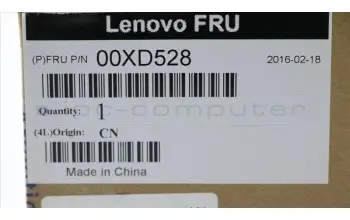 Lenovo FRU
(P)FRU P/N 00XD528 2016-02-18
Quantity: 1
(4L)Origin: CN
Made in China